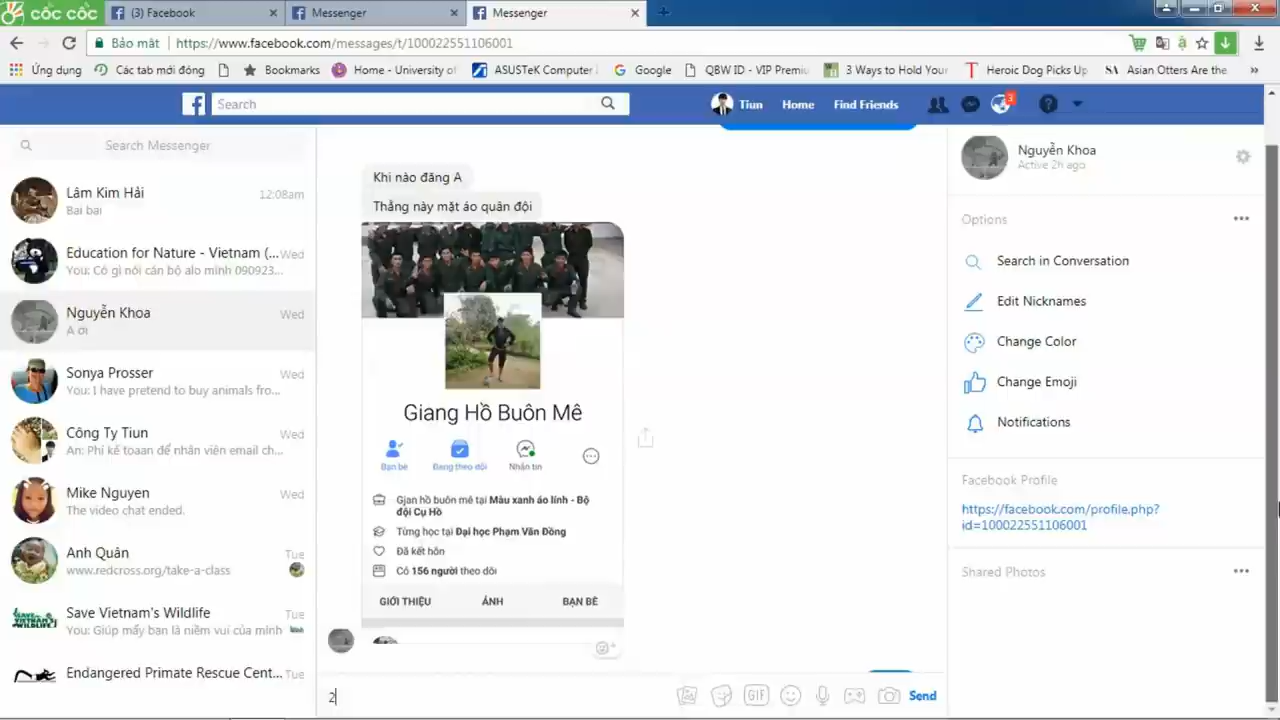 cốc cốc
(3) Facebook
Messenger
Messenger
Bảo mật
https://www.facebook.com/messages/t/100022551106001
Ứng dụng
Các tab mới đóng
Bookmarks
Home - University of
ASUSTeK Computer
Google
QBW ID - VIP Premiu
3 Ways to Hold Your
Heroic Dog Picks Up
Asian Otters Are the
Search
Tiun
Home
Find Friends
3
Search Messenger
Lâm Kim Hải
12:08am
Bai bai
Education for Nature - Vietnam (...
Wed
You: Có gì nói cán bộ alo mình 090923...
Nguyễn Khoa
Wed
A ơi
Sonya Prosser
Wed
You: I have pretend to buy animals fro...
Công Ty Tiun
Wed
An: Phí kế toaan để nhân viên email ch...
Mike Nguyen
Wed
The video chat ended.
Anh Quân
Tue
www.redcross.org/take-a-class
Save Vietnam's Wildlife
Tue
You: Giúp mấy bạn là niềm vui của mình
Endangered Primate Rescue Cent...
Tue
Khi nào đăng A
Thằng này mặt áo quân đội
Giang Hồ Buôn Mê
Bạn bè
Đang theo dõi
Nhắn tin
Gjan hồ buôn mê tại Màu xanh áo lính - Bộ
đội Cụ Hồ
Từng học tại Đại học Phạm Văn Đồng
Đã kết hôn
Có 156 người theo dõi
GIỚI THIỆU
ẢNH
BẠN BÈ
2
GIF
Send
Nguyễn Khoa
Active 2h ago
Options
Search in Conversation
Edit Nicknames
Change Color
Change Emoji
Notifications
Facebook Profile
https://facebook.com/profile.php?
id=100022551106001
Shared Photos